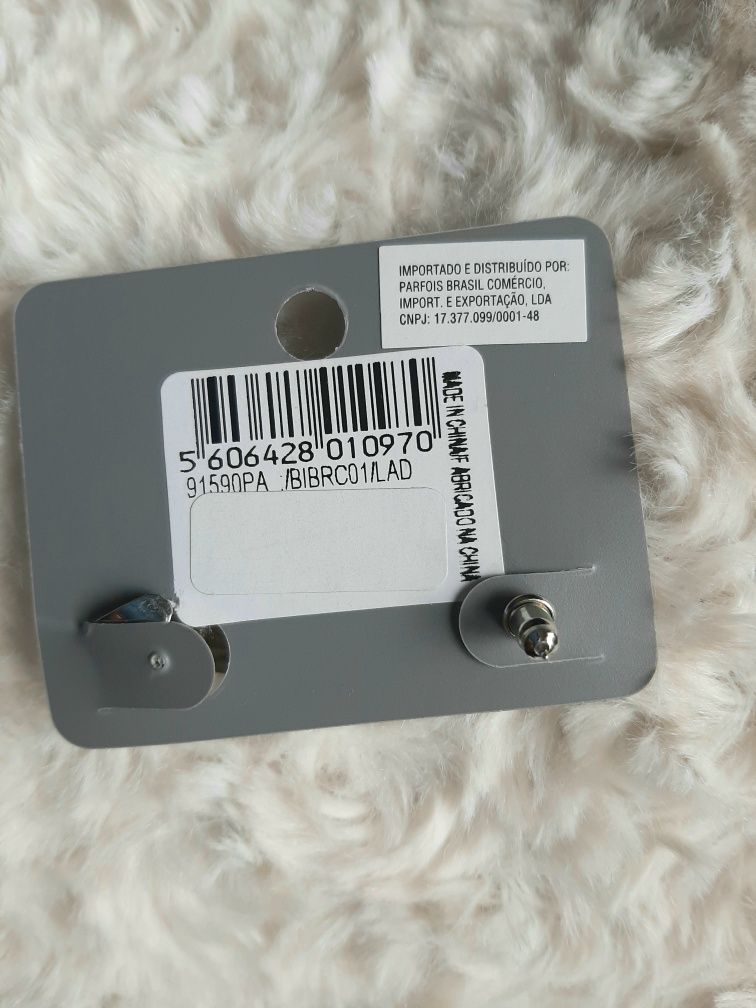 IMPORTADO E DISTRIBUÍDO POR:
PARFOIS BRASIL COMÉRCIO,
IMPORT. E EXPORTAÇÃO, LDA
CNPJ: 17.377.099/0001-48
5 606428 010970
91590PA :/BIBRC01/LAD
MADE IN CHINA/FABRICADO NA CHINA